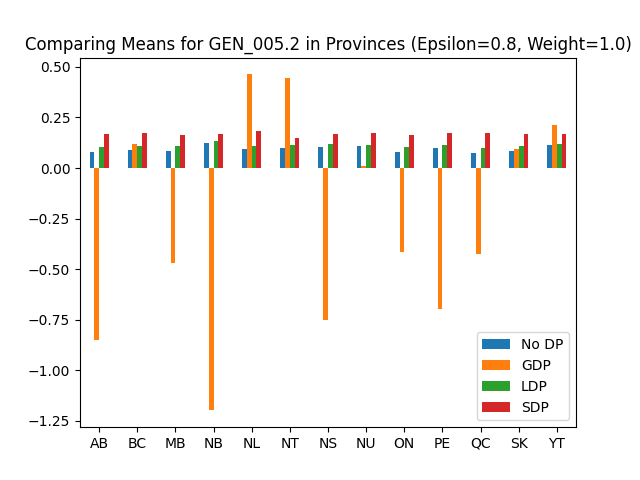 Comparing Means for GEN_005.2 in Provinces (Epsilon=0.8, Weight=1.0)
0.50
0.25
0.00
−0.25
−0.50
−0.75
−1.00
−1.25
No DP
GDP
LDP
SDP
AB BC MB NB NL NT NS NU ON PE QC SK YT